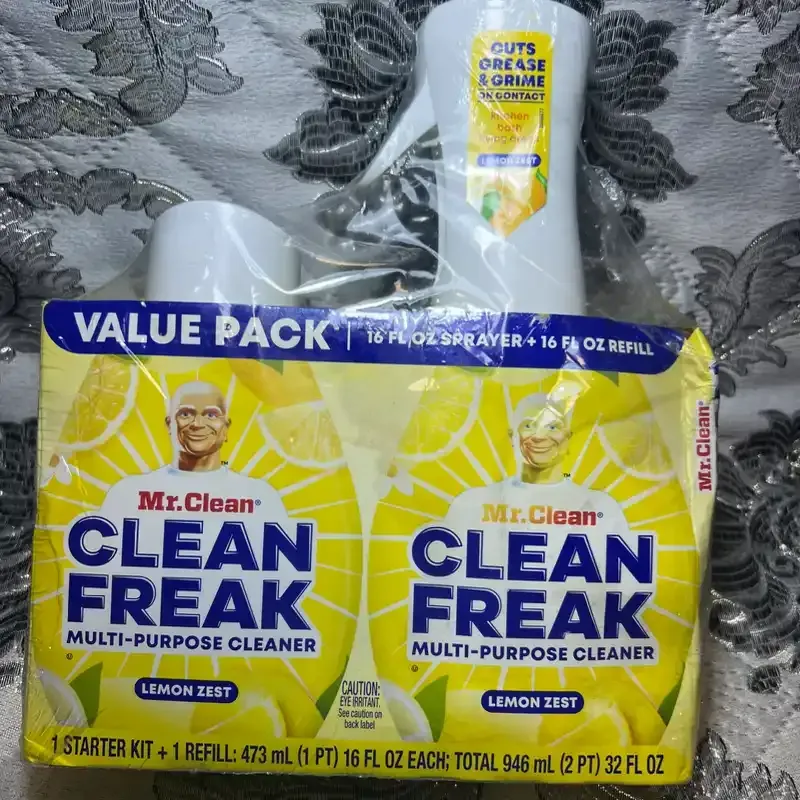 CUTS
GREASE
& GRIME
ON CONTACT
kitchen
bath
LEMON ZEST
VALUE PACK | 16 FL OZ SPRAYER + 16 FL OZ REFILL
Mr.Clean®
Mr.Clean®
CLEAN
FREAK
MULTI-PURPOSE CLEANER
LEMON ZEST
Mr.Clean®
CLEAN
FREAK
MULTI-PURPOSE CLEANER
LEMON ZEST
CAUTION:
EYE IRRITANT.
See caution on
back label
1 STARTER KIT + 1 REFILL: 473 mL (1 PT) 16 FL OZ EACH; TOTAL 946 mL (2 PT) 32 FL OZ